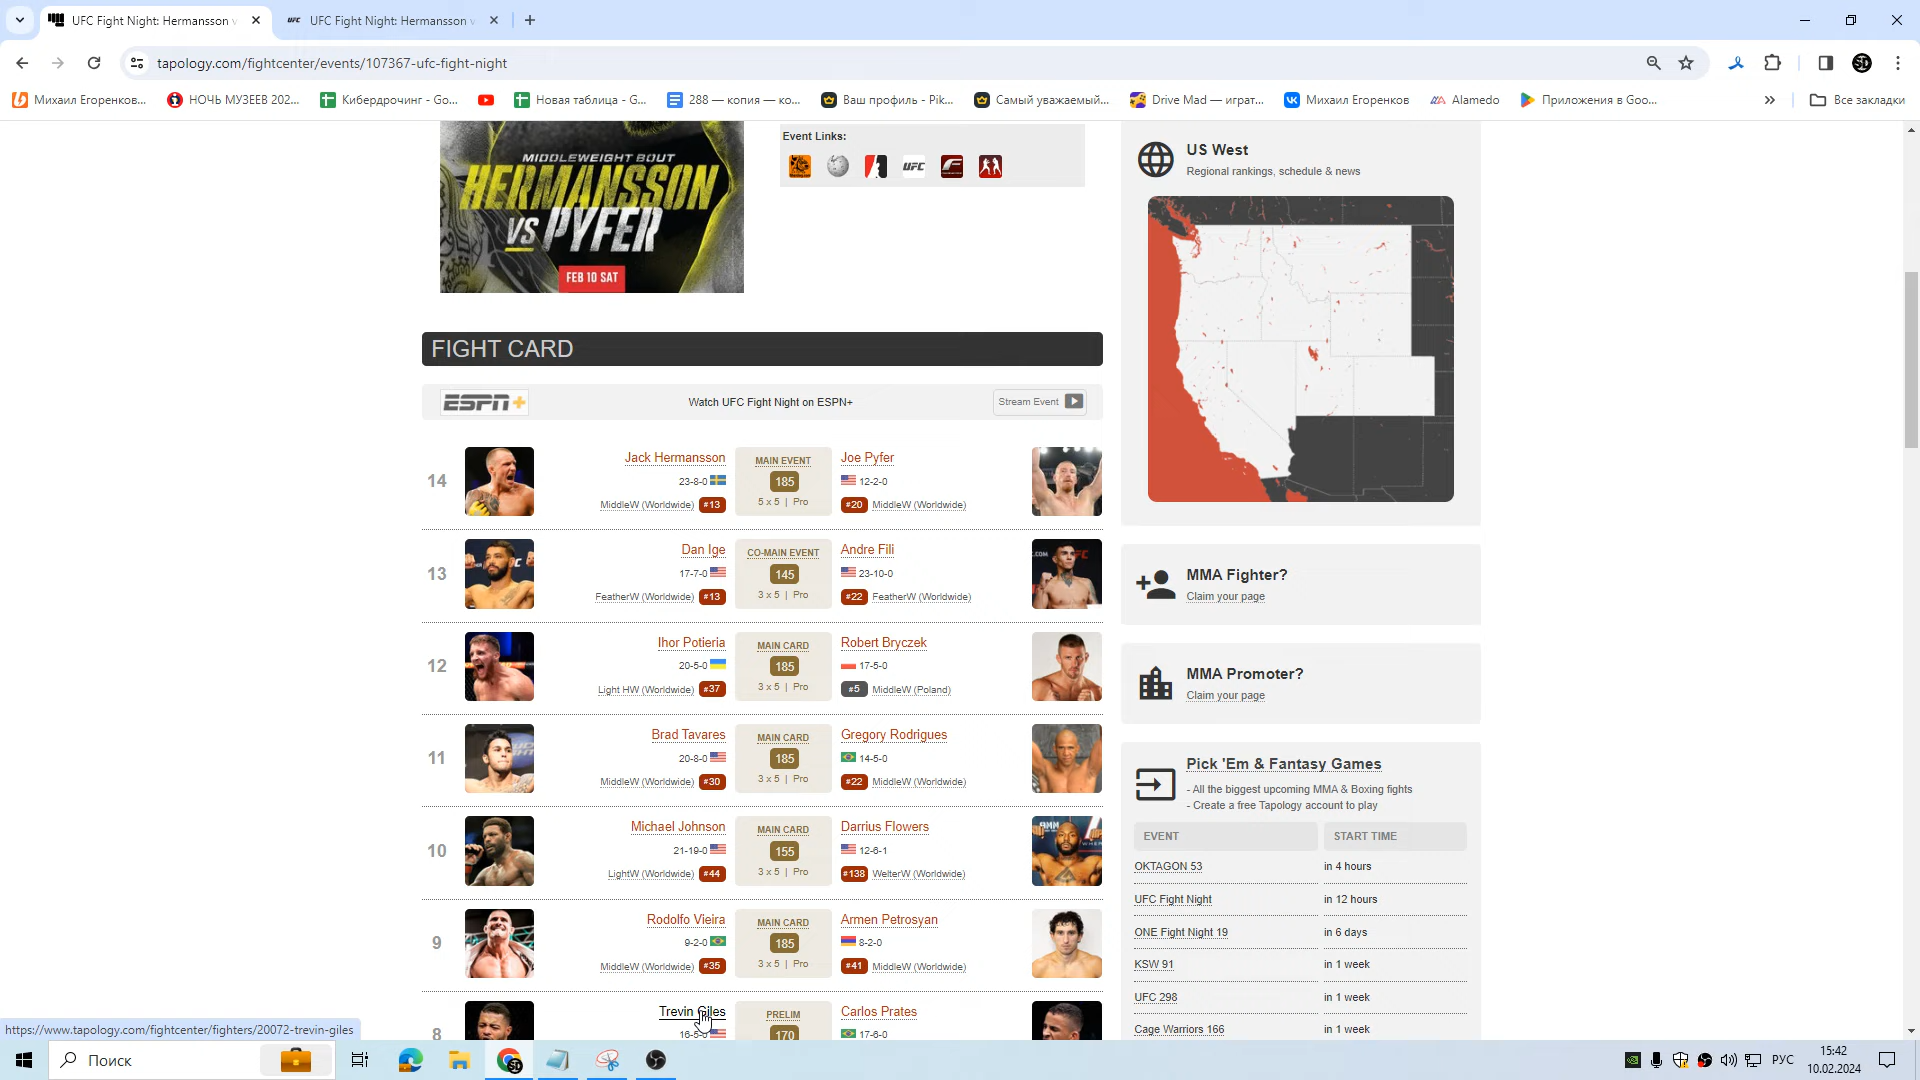 UFC Fight Night: Hermansson v
UFC Fight Night: Hermansson v
tapology.com/fightcenter/events/107367-ufc-fight-night
Михаил Егоренков...
НОЧЬ МУЗЕЕВ 202...
Кибердрочинг - Go...
Новая таблица - G...
288 — копия — ко...
Ваш профиль - Pik...
Самый уважаемый...
Drive Mad — играт...
Михаил Егоренков
Alamedo
Приложения в Goo...
»
Все закладки
MIDDLEWEIGHT BOUT
HERMANSSON
VS PYFER
FEB 10 SAT
Event Links:
UFC
US West
Regional rankings, schedule & news
FIGHT CARD
ESPN+
Watch UFC Fight Night on ESPN+
Stream Event
14
Jack Hermansson
23-8-0
MiddleW (Worldwide) #13
MAIN EVENT
185
5 x 5 | Pro
Joe Pyfer
12-2-0
#20 MiddleW (Worldwide)
13
Dan Ige
17-7-0
FeatherW (Worldwide) #13
CO-MAIN EVENT
145
3 x 5 | Pro
Andre Fili
23-10-0
#22 FeatherW (Worldwide)
12
Ihor Potieria
20-5-0
Light HW (Worldwide) #37
MAIN CARD
185
3 x 5 | Pro
Robert Bryczek
17-5-0
#5 MiddleW (Poland)
11
Brad Tavares
20-8-0
MiddleW (Worldwide) #30
MAIN CARD
185
3 x 5 | Pro
Gregory Rodrigues
14-5-0
#22 MiddleW (Worldwide)
10
Michael Johnson
21-19-0
LightW (Worldwide) #44
MAIN CARD
155
3 x 5 | Pro
Darrius Flowers
12-6-1
#138 WelterW (Worldwide)
9
Rodolfo Vieira
9-2-0
MiddleW (Worldwide) #35
MAIN CARD
185
3 x 5 | Pro
Armen Petrosyan
8-2-0
#41 MiddleW (Worldwide)
8
Trevin Giles
16-5-0
PRELIM
170
Carlos Prates
17-6-0
MMA Fighter?
Claim your page
MMA Promoter?
Claim your page
Pick 'Em & Fantasy Games
- All the biggest upcoming MMA & Boxing fights
- Create a free Tapology account to play
EVENT START TIME
OKTAGON 53 in 4 hours
UFC Fight Night in 12 hours
ONE Fight Night 19 in 6 days
KSW 91 in 1 week
UFC 298 in 1 week
Cage Warriors 166 in 1 week
https://www.tapology.com/fightcenter/fighters/20072-trevin-giles
Поиск
РУС
15:42
10.02.2024